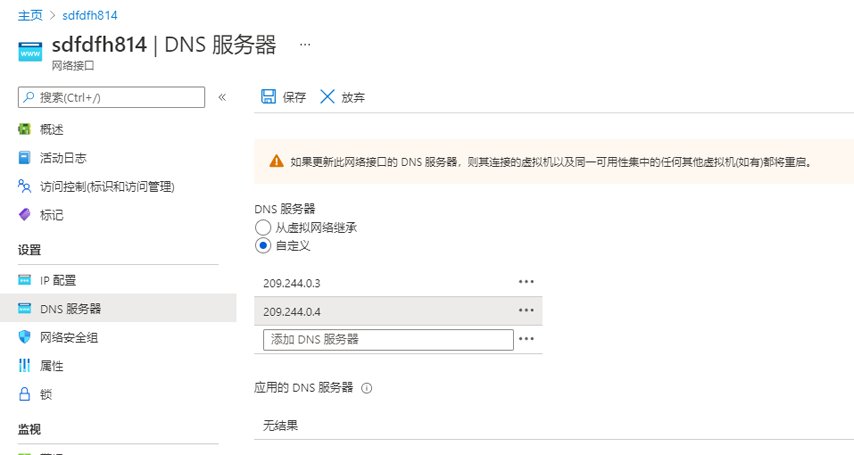 主页 > sdfdfh814
sdfdfh814 | DNS 服务器 ...
网络接口
搜索(Ctrl+/)
«
保存
放弃
概述
活动日志
访问控制(标识和访问管理)
标记
设置
IP 配置
DNS 服务器
网络安全组
属性
锁
监视
如果更新此网络接口的 DNS 服务器，则其连接的虚拟机以及同一可用性集中的任何其他虚拟机(如有)都将重启。
DNS 服务器
从虚拟网络继承
自定义
209.244.0.3
209.244.0.4
添加 DNS 服务器
应用的 DNS 服务器
无结果